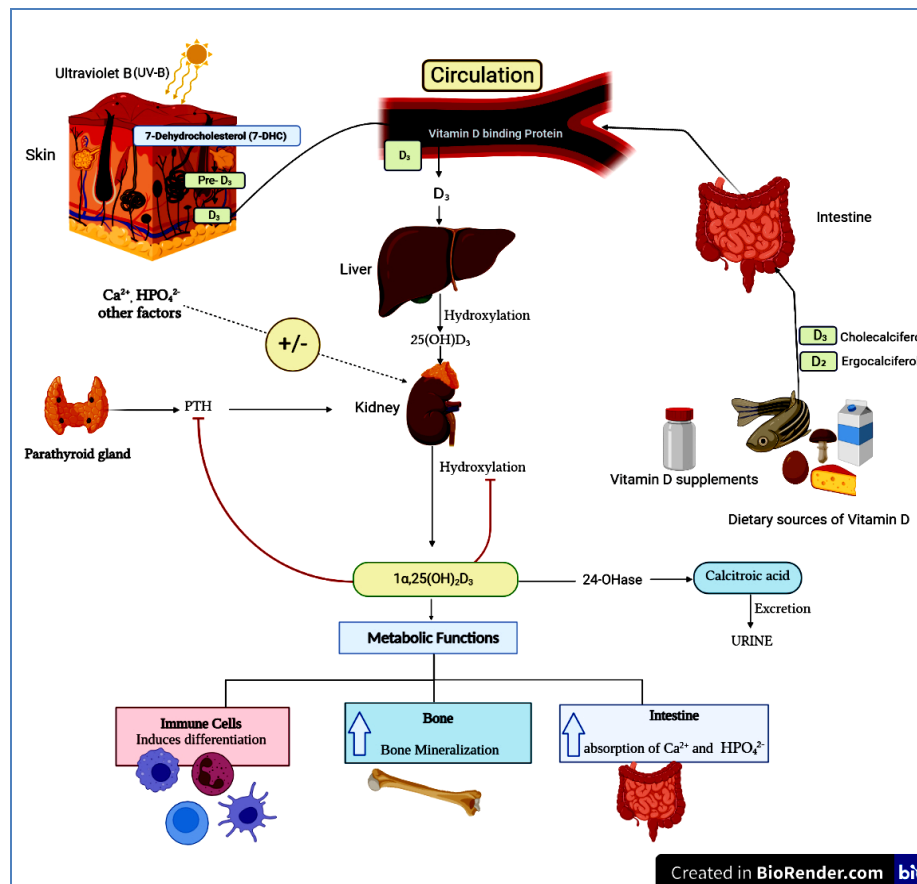 Ultraviolet B (UV-B)
Circulation
7-Dehydrocholesterol (7-DHC)
Vitamin D binding Protein
Skin
D₃
Pre- D₃
D₃
D₃
Intestine
Liver
Ca²⁺, HPO₄²⁻
other factors
Hydroxylation
25(OH)D₃
+/-
D₃ Cholecalcifero
D₂ Ergocalcifero
Kidney
PTH
Parathyroid gland
Hydroxylation
Vitamin D supplements
Dietary sources of Vitamin D
1α,25(OH)₂D₃
24-OHase
Calcitroic acid
Excretion
URINE
Metabolic Functions
Immune Cells
Induces differentiation
Bone
Bone Mineralization
Intestine
absorption of Ca²⁺ and HPO₄²⁻
Created in BioRender.com bio